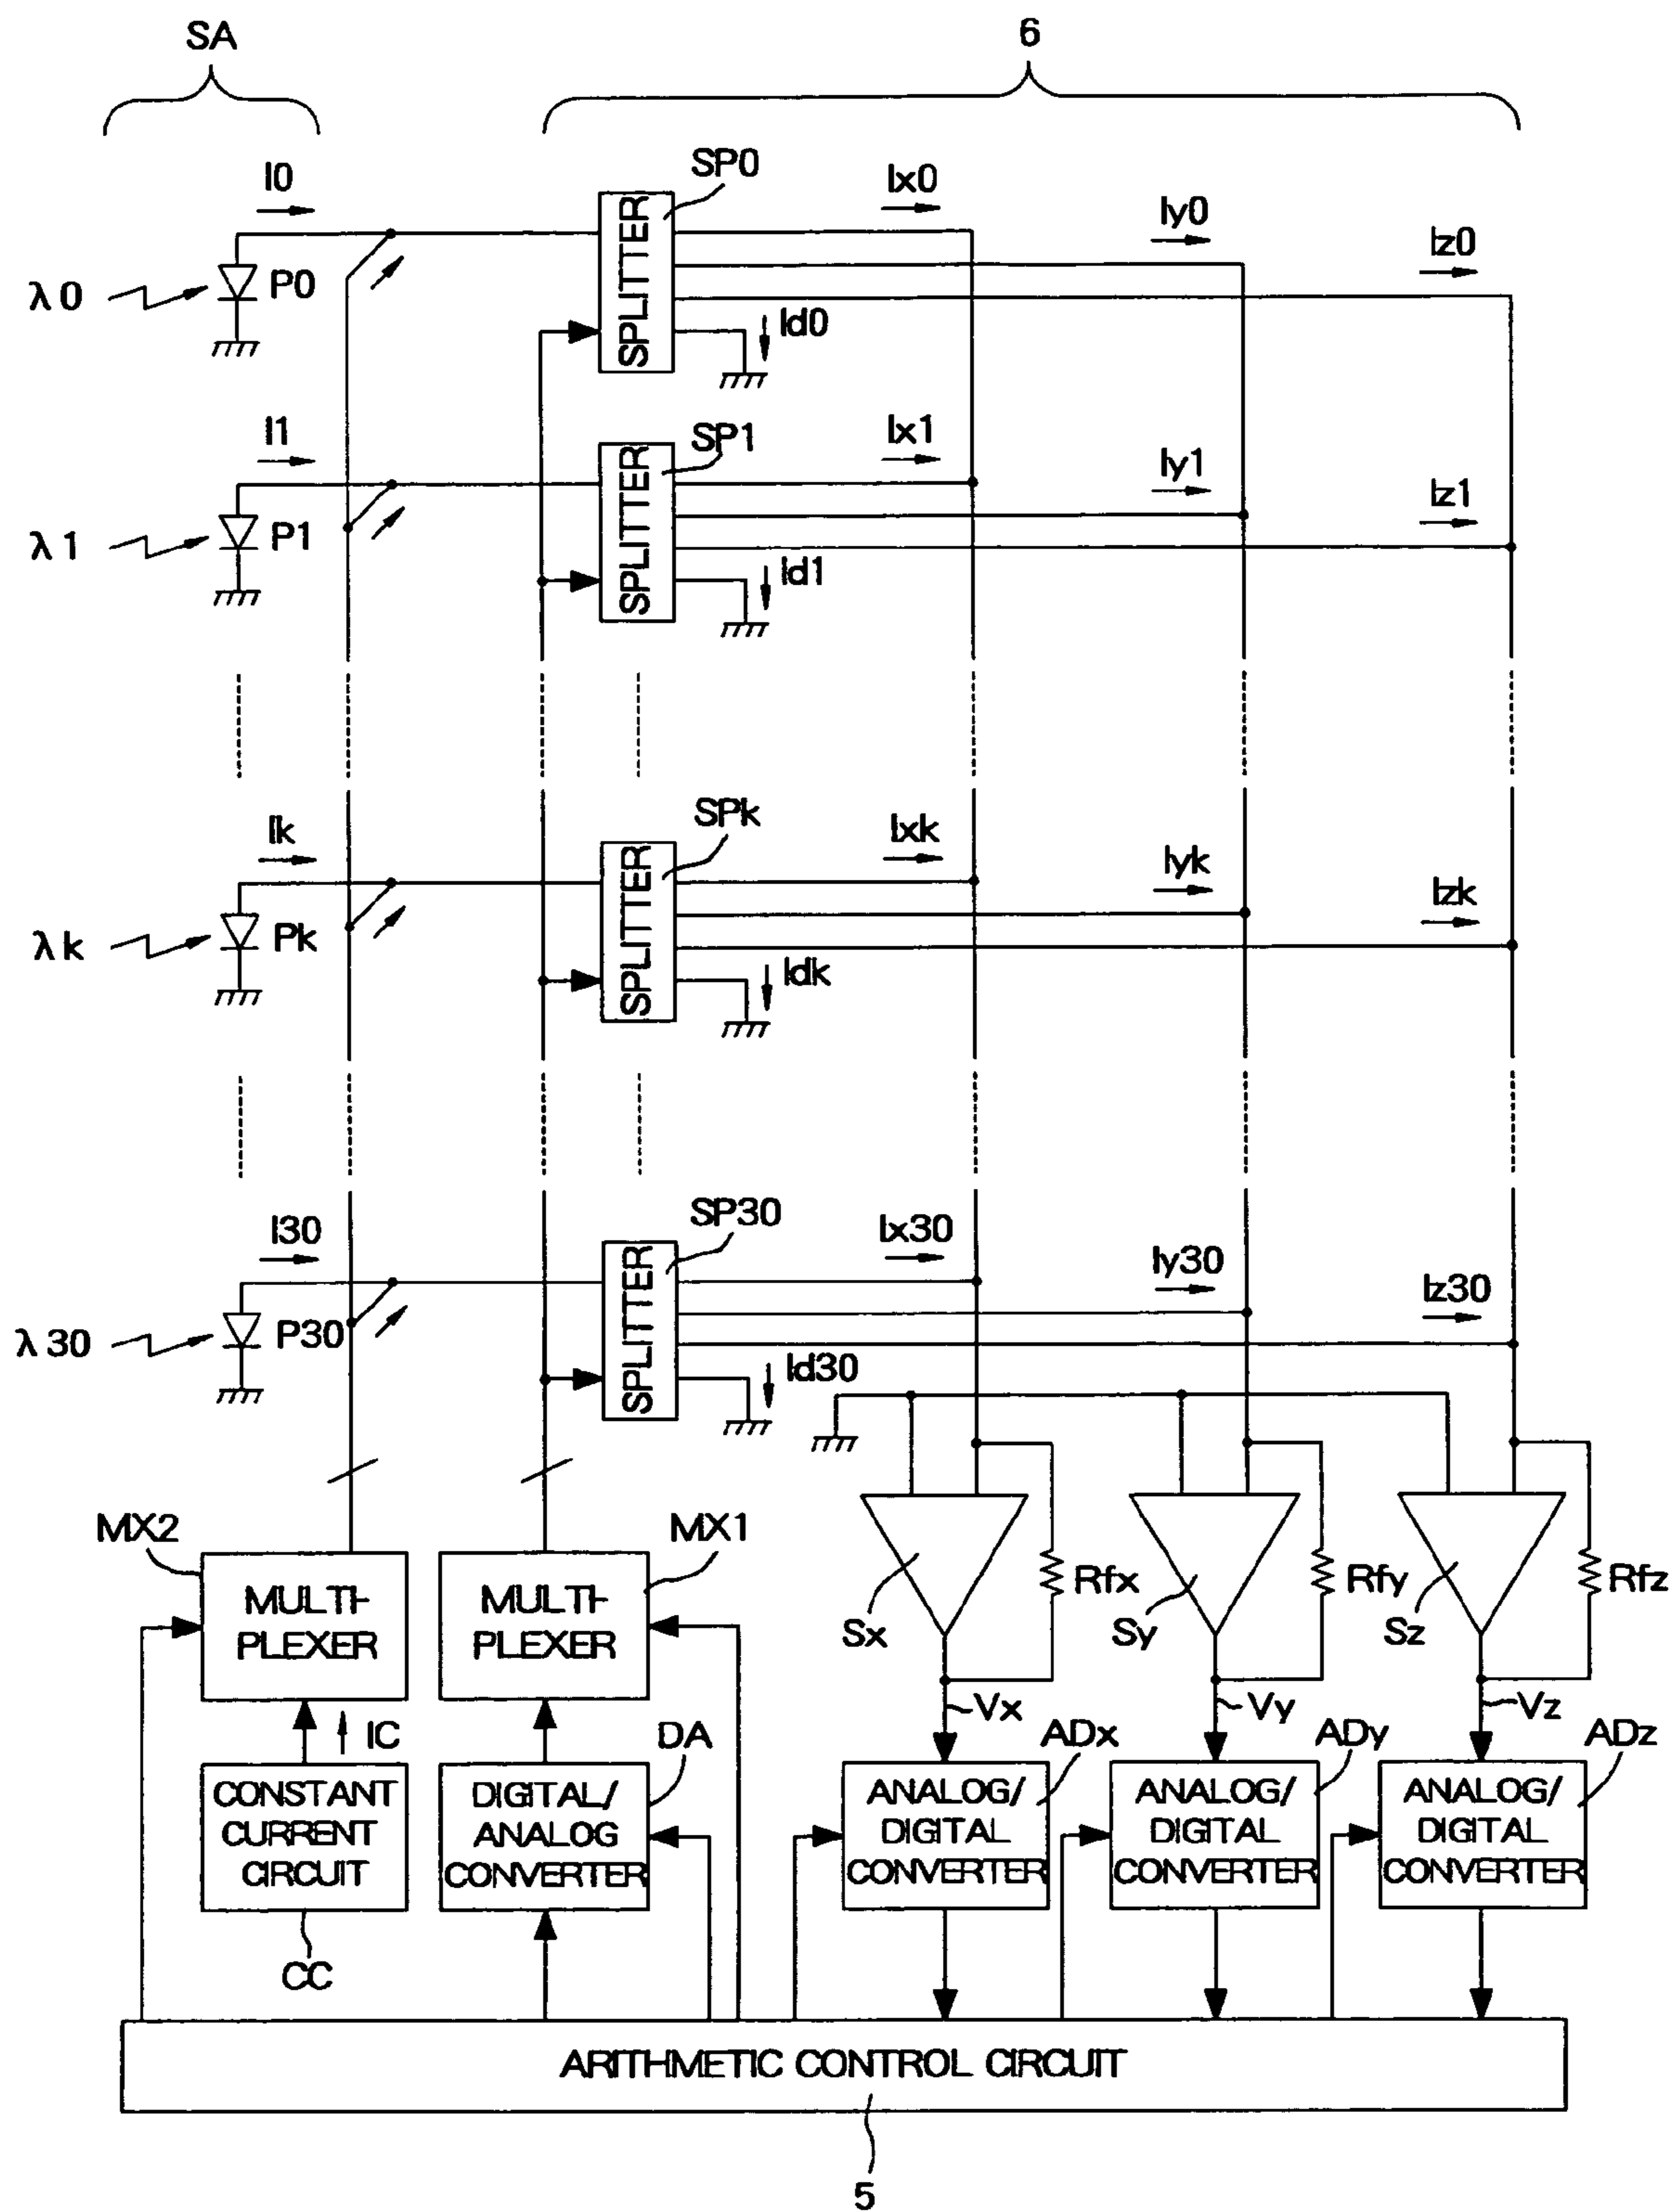 SA
6
I0
SP0
Ix0
Iy0
Iz0
λ0
P0
SPLITTER
Id0
I1
SP1
Ix1
Iy1
Iz1
λ1
P1
SPLITTER
Id1
Ik
SPk
Ixk
Iyk
Izk
λk
Pk
SPLITTER
Idk
I30
SP30
Ix30
Iy30
Iz30
λ30
P30
SPLITTER
Id30
MX2
MULTI-
PLEXER
MX1
MULTI-
PLEXER
Sx
Rfx
Sy
Rfy
Sz
Rfz
IC
Vx
Vy
Vz
CONSTANT
CURRENT
CIRCUIT
CC
DA
DIGITAL/
ANALOG
CONVERTER
ADx
ANALOG/
DIGITAL
CONVERTER
ADy
ANALOG/
DIGITAL
CONVERTER
ADz
ANALOG/
DIGITAL
CONVERTER
ARITHMETIC CONTROL CIRCUIT
5